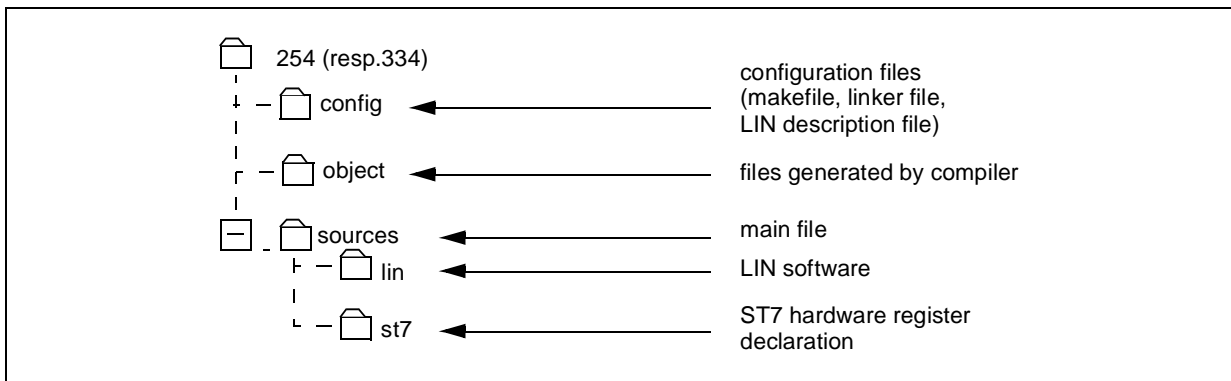 254 (resp.334)
config
configuration files
(makefile, linker file,
LIN description file)
object
files generated by compiler
sources
main file
lin
LIN software
st7
ST7 hardware register
declaration